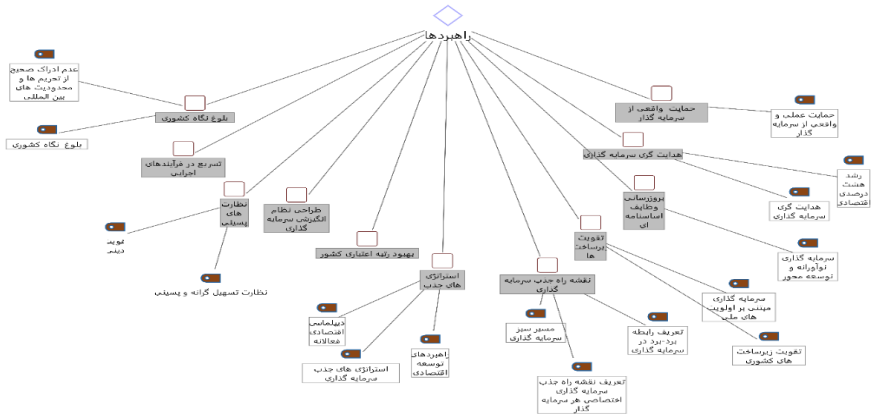 راهبردها
عدم ادراک صحیح
از تحریم ها و
محدودیت های
بین المللی
بلوغ نگاه کشوری
بلوغ نگاه کشوری
تسریع در فرآیندهای
اجرایی
نظارت
های
پسینی
نظارت تسهیل گرانه و پسینی
طراحی نظام
انگیزشی سرمایه
گذاری
بهبود رتبه اعتباری کشور
استراتژی
های جذب
دیپلماسی
اقتصادی
فعالانه
استراتژی های جذب
سرمایه گذاری
راهبردهای
توسعه
اقتصادی
نقشه راه جذب سرمایه
گذاری
مسیر سبز
سرمایه گذاری
تعریف نقشه راه جذب
سرمایه گذاری
اختصاصی هر سرمایه
گذار
تعریف رابطه
برد-برد در
سرمایه گذاری
تقویت
زیرساخت
ها
سرمایه گذاری
مبتنی بر اولویت
های ملی
تقویت زیرساخت
های کشوری
بروزرسانی
وظایف
اساسنامه
ای
سرمایه گذاری
نوآورانه و
توسعه محور
هدایت گری سرمایه گذاری
هدایت گری
سرمایه گذاری
رشد
هشت
درصدی
اقتصادی
حمایت واقعی از
سرمایه گذار
حمایت عملی و
واقعی از سرمایه
گذار